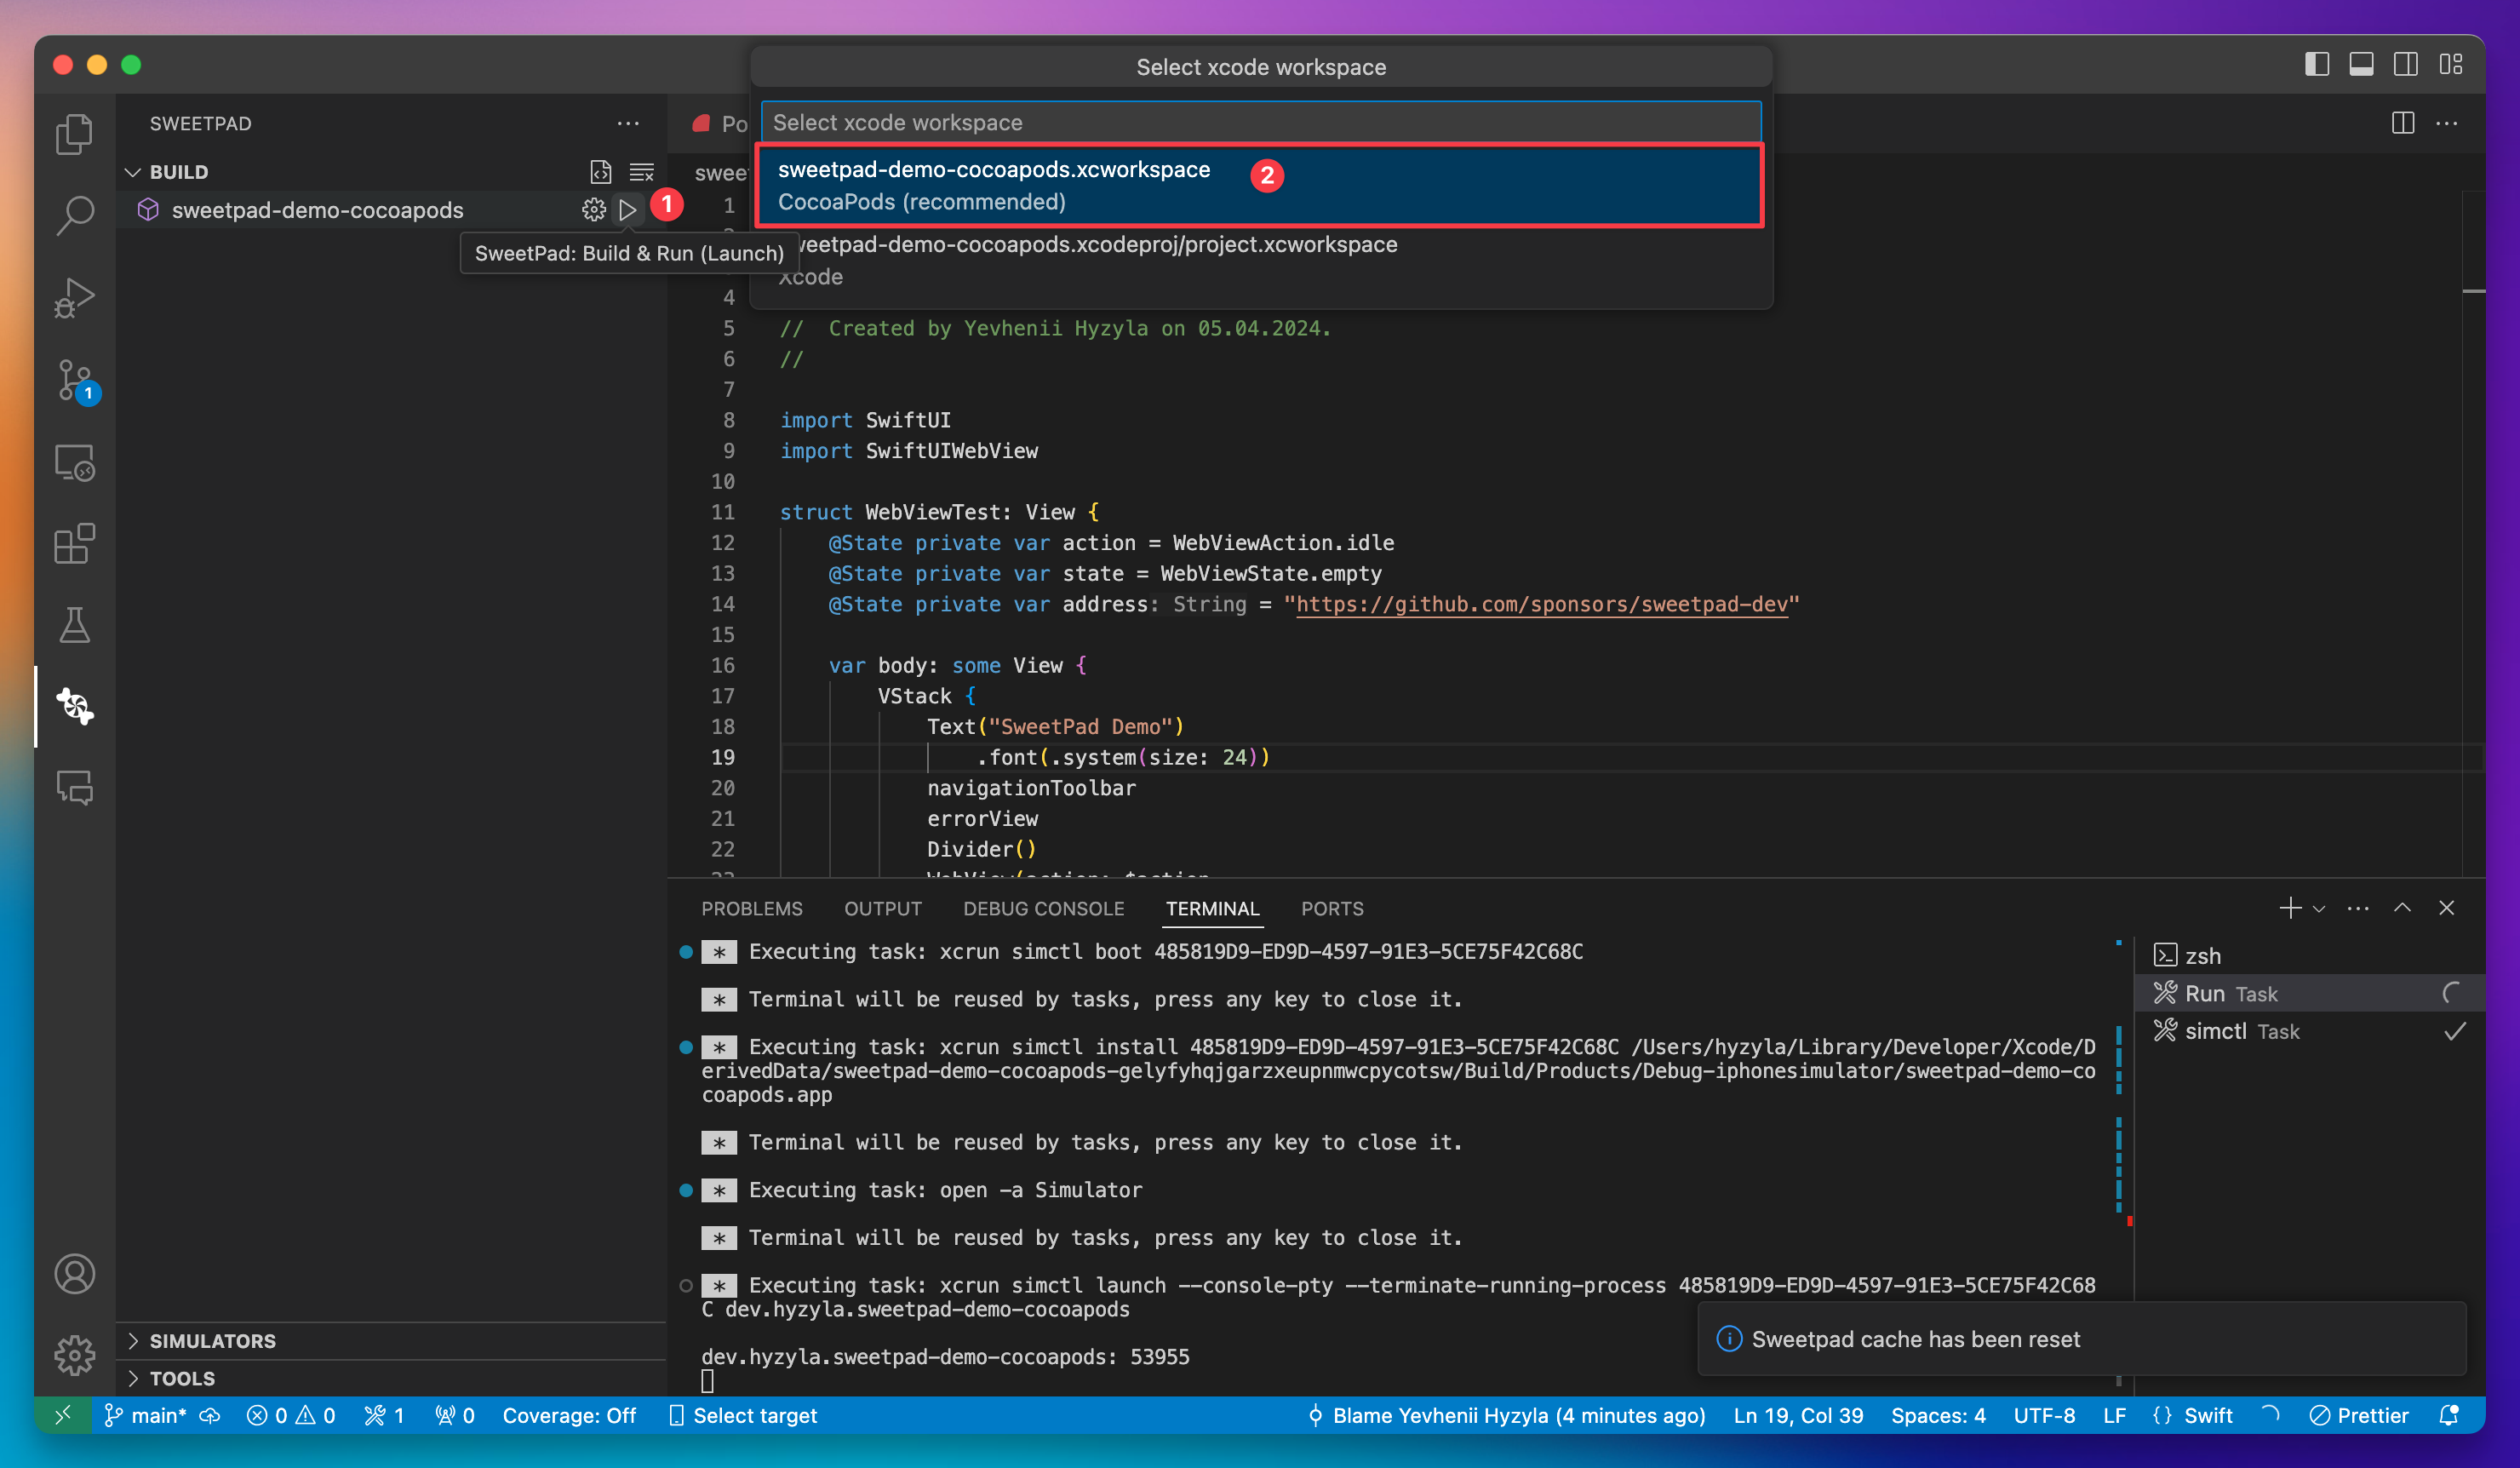 Select xcode workspace
SWEETPAD
BUILD
sweetpad-demo-cocoapods
1
SweetPad: Build & Run (Launch)
SIMULATORS
TOOLS
1
Po
Select xcode workspace
sweetpad-demo-cocoapods.xcworkspace
2
CocoaPods (recommended)
weetpad-demo-cocoapods.xcodeproj/project.xcworkspace
Xcode
swee
1
4
5 //  Created by Yevhenii Hyzyla on 05.04.2024.
6 //
7
8 import SwiftUI
9 import SwiftUIWebView
10
11 struct WebViewTest: View {
12 @State private var action = WebViewAction.idle
13 @State private var state = WebViewState.empty
14 @State private var address: String = "https://github.com/sponsors/sweetpad-dev"
15
16 var body: some View {
17 VStack {
18 Text("SweetPad Demo")
19 .font(.system(size: 24))
20 navigationToolbar
21 errorView
22 Divider()
23 WebView(action: $action,
PROBLEMS OUTPUT DEBUG CONSOLE TERMINAL PORTS
* Executing task: xcrun simctl boot 485819D9-ED9D-4597-91E3-5CE75F42C68C
* Terminal will be reused by tasks, press any key to close it.
* Executing task: xcrun simctl install 485819D9-ED9D-4597-91E3-5CE75F42C68C /Users/hyzyla/Library/Developer/Xcode/D
erivedData/sweetpad-demo-cocoapods-gelyfyhqjgarzxeupnmwcpycotsw/Build/Products/Debug-iphonesimulator/sweetpad-demo-co
coapods.app
* Terminal will be reused by tasks, press any key to close it.
* Executing task: open -a Simulator
* Terminal will be reused by tasks, press any key to close it.
* Executing task: xcrun simctl launch --console-pty --terminate-running-process 485819D9-ED9D-4597-91E3-5CE75F42C68
C dev.hyzyla.sweetpad-demo-cocoapods
dev.hyzyla.sweetpad-demo-cocoapods: 53955
zsh
Run Task
simctl Task
Sweetpad cache has been reset
main* 0 0 1 0 Coverage: Off Select target Blame Yevhenii Hyzyla (4 minutes ago) Ln 19, Col 39 Spaces: 4 UTF-8 LF {} Swift Prettier